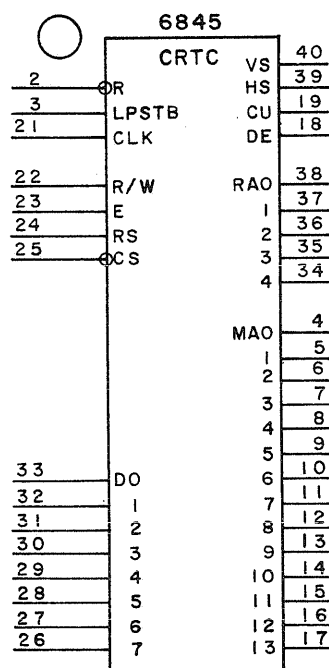 6845
CRTC
2 R
3 LPSTB
21 CLK
22 R/W
23 E
24 RS
25 CS
33 D0
32 1
31 2
30 3
29 4
28 5
27 6
26 7
VS 40
HS 39
CU 19
DE 18
RA0 38
1 37
2 36
3 35
4 34
MA0 4
1 5
2 6
3 7
4 8
5 9
6 10
7 11
8 12
9 13
10 14
11 15
12 16
13 17